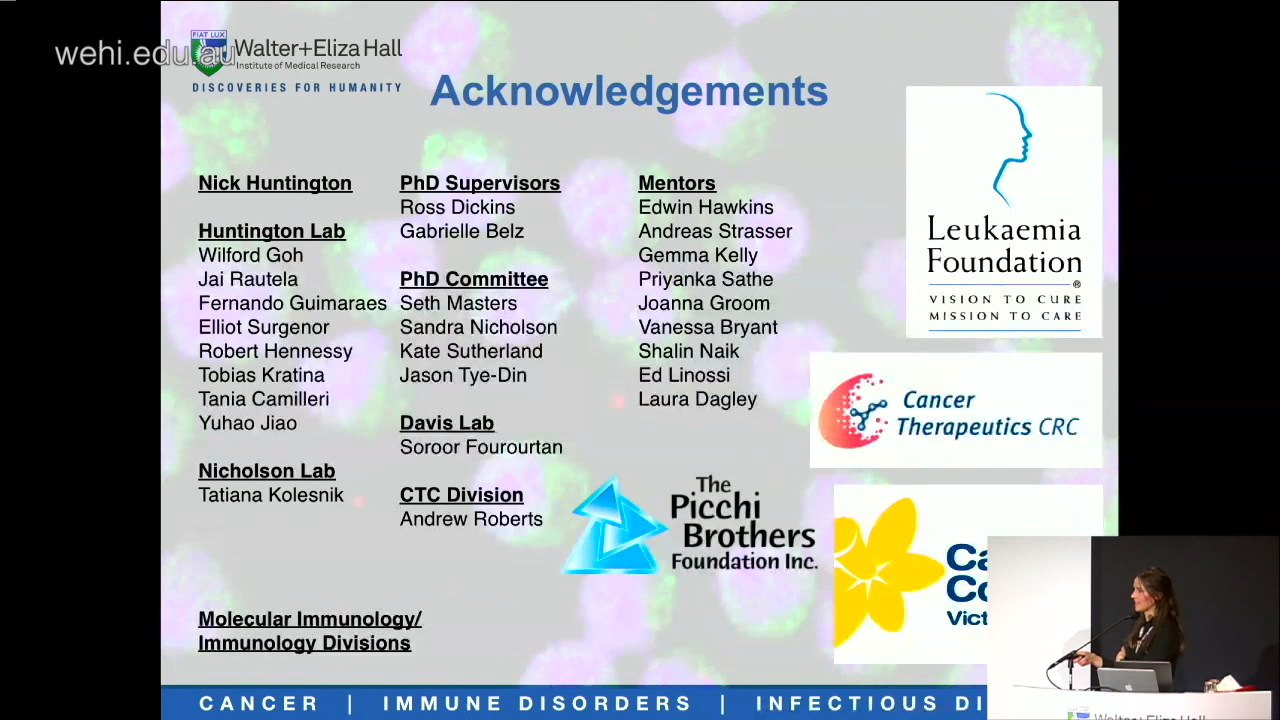 wehi.edu.au
FIAT LUX
Walter+Eliza Hall
Institute of Medical Research
DISCOVERIES FOR HUMANITY
Acknowledgements
Nick Huntington
Huntington Lab
Wilford Goh
Jai Rautela
Fernando Guimaraes
Elliot Surgenor
Robert Hennessy
Tobias Kratina
Tania Camilleri
Yuhao Jiao
Nicholson Lab
Tatiana Kolesnik
Molecular Immunology/
Immunology Divisions
PhD Supervisors
Ross Dickins
Gabrielle Belz
PhD Committee
Seth Masters
Sandra Nicholson
Kate Sutherland
Jason Tye-Din
Davis Lab
Soroor Fourourtan
CTC Division
Andrew Roberts
Mentors
Edwin Hawkins
Andreas Strasser
Gemma Kelly
Priyanka Sathe
Joanna Groom
Vanessa Bryant
Shalin Naik
Ed Linossi
Laura Dagley
The
Picchi
Brothers
Foundation Inc.
Leukaemia
Foundation®
VISION TO CURE
MISSION TO CARE
Cancer
Therapeutics CRC
Ca
Co
Vict
CANCER | IMMUNE DISORDERS | INFECTIOUS DI
Walter+Eliza Hall